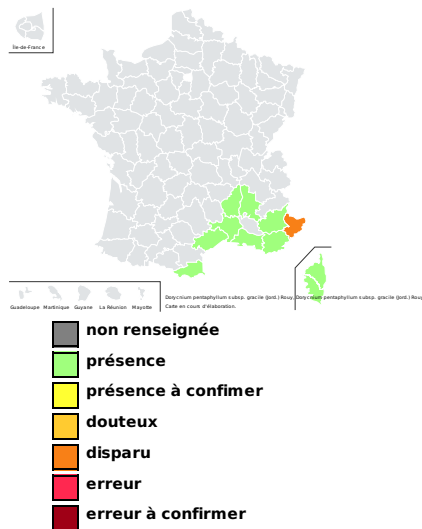 Île-de-France
Guadeloupe Martinique Guyane La Réunion Mayotte
Dorycnium pentaphyllum subsp. gracile (Jord.) Rouy, Dorycnium pentaphyllum subsp. gracile (Jord.) Rouy
Carte en cours d'élaboration.
non renseignée
présence
présence à confimer
douteux
disparu
erreur
erreur à confirmer